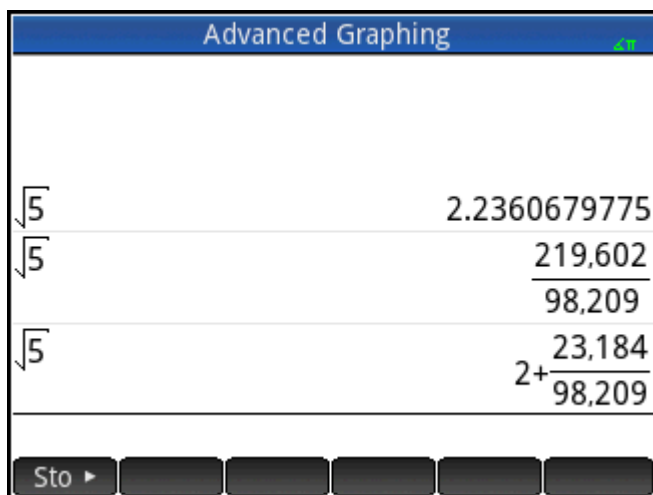 Advanced Graphing
∡π
√5
2.2360679775
√5
219,602
98,209
√5
2+23,184
98,209
Sto ▸